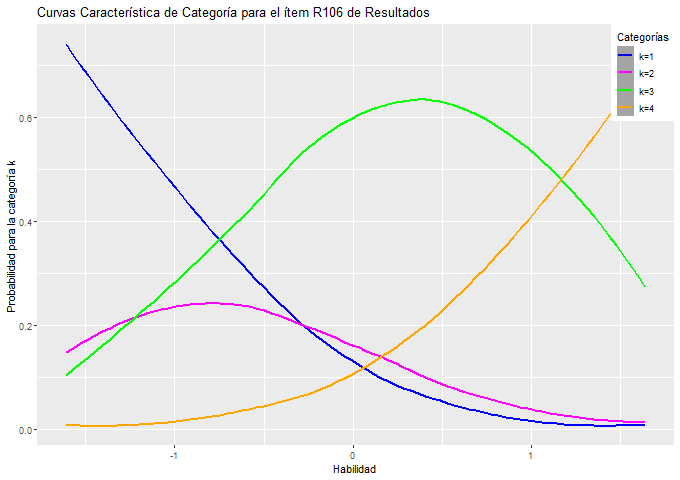 Curvas Característica de Categoría para el ítem R106 de Resultados
Categorías
k=1
k=2
k=3
k=4
Probabilidad para la categoría k
0.6
0.4
0.2
0.0
-1
0
1
Habilidad